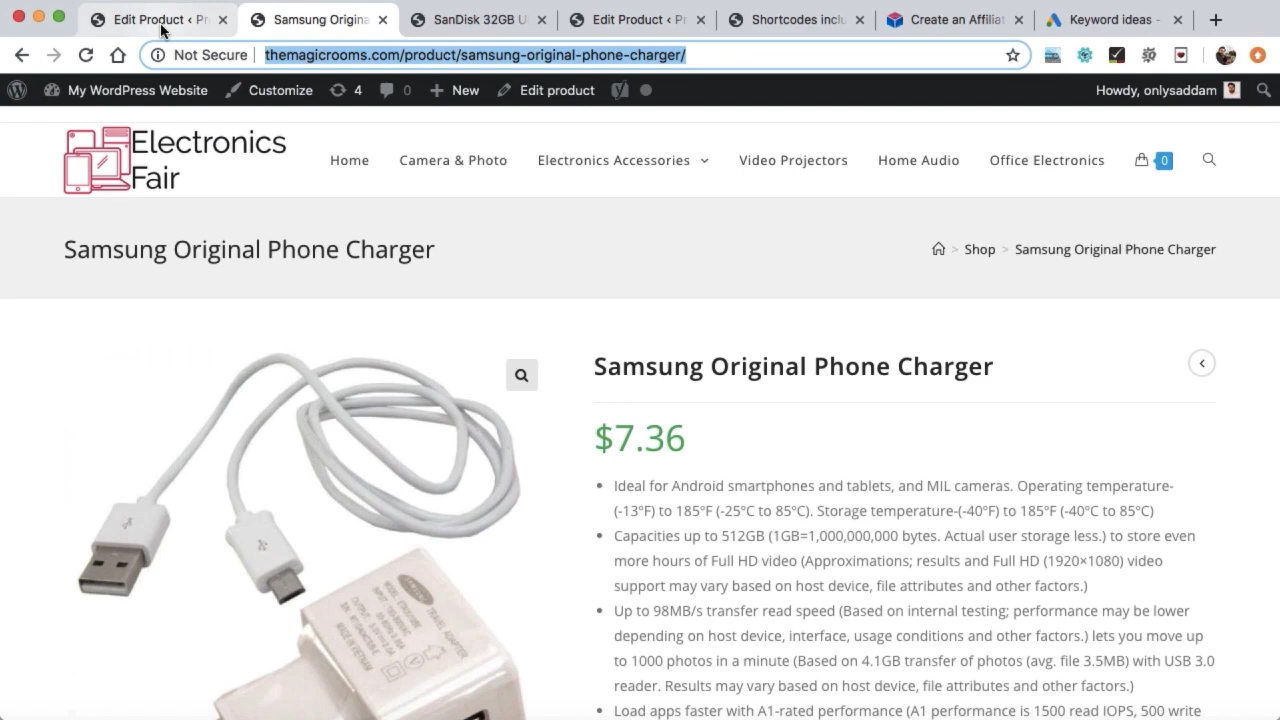 Edit Product ‹ Pr
Samsung Origina
SanDisk 32GB U
Edit Product ‹ Pr
Shortcodes inclu
Create an Affiliat
Keyword ideas -
Not Secure
themagicrooms.com/product/samsung-original-phone-charger/
My WordPress Website
Customize
4
0
New
Edit product
Howdy, onlysaddam
Electronics
Fair
Home
Camera & Photo
Electronics Accessories
Video Projectors
Home Audio
Office Electronics
0
Samsung Original Phone Charger
> Shop > Samsung Original Phone Charger
Samsung Original Phone Charger
$7.36
Ideal for Android smartphones and tablets, and MIL cameras. Operating temperature-
(-13ºF) to 185ºF (-25ºC to 85ºC). Storage temperature-(-40ºF) to 185ºF (-40ºC to 85ºC)
Capacities up to 512GB (1GB=1,000,000,000 bytes. Actual user storage less.) to store even
more hours of Full HD video (Approximations; results and Full HD (1920×1080) video
support may vary based on host device, file attributes and other factors.)
Up to 98MB/s transfer read speed (Based on internal testing; performance may be lower
depending on host device, interface, usage conditions and other factors.) lets you move up
to 1000 photos in a minute (Based on 4.1GB transfer of photos (avg. file 3.5MB) with USB 3.0
reader. Results may vary based on host device, file attributes and other factors.)
Load apps faster with A1-rated performance (A1 performance is 1500 read IOPS, 500 write